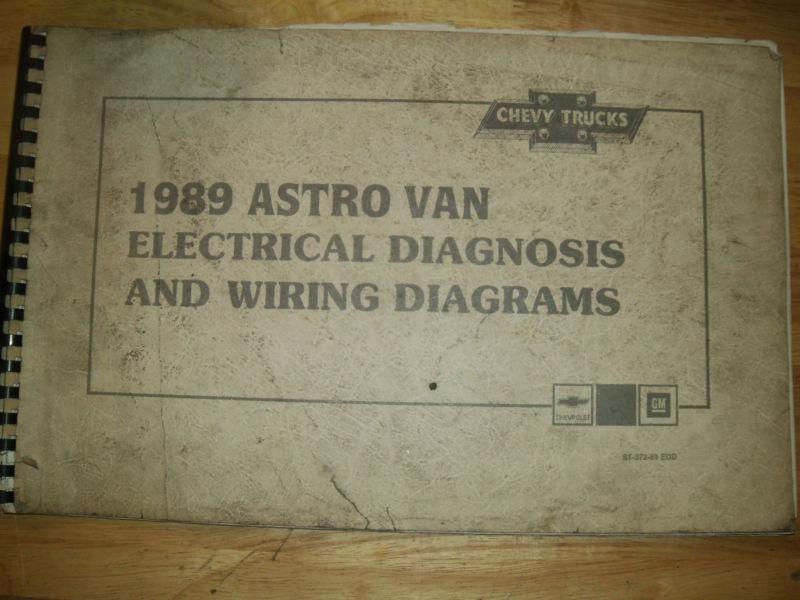 CHEVY TRUCKS
1989 ASTRO VAN
ELECTRICAL DIAGNOSIS
AND WIRING DIAGRAMS
CHEVROLET
GM
ST-372-89 EDD